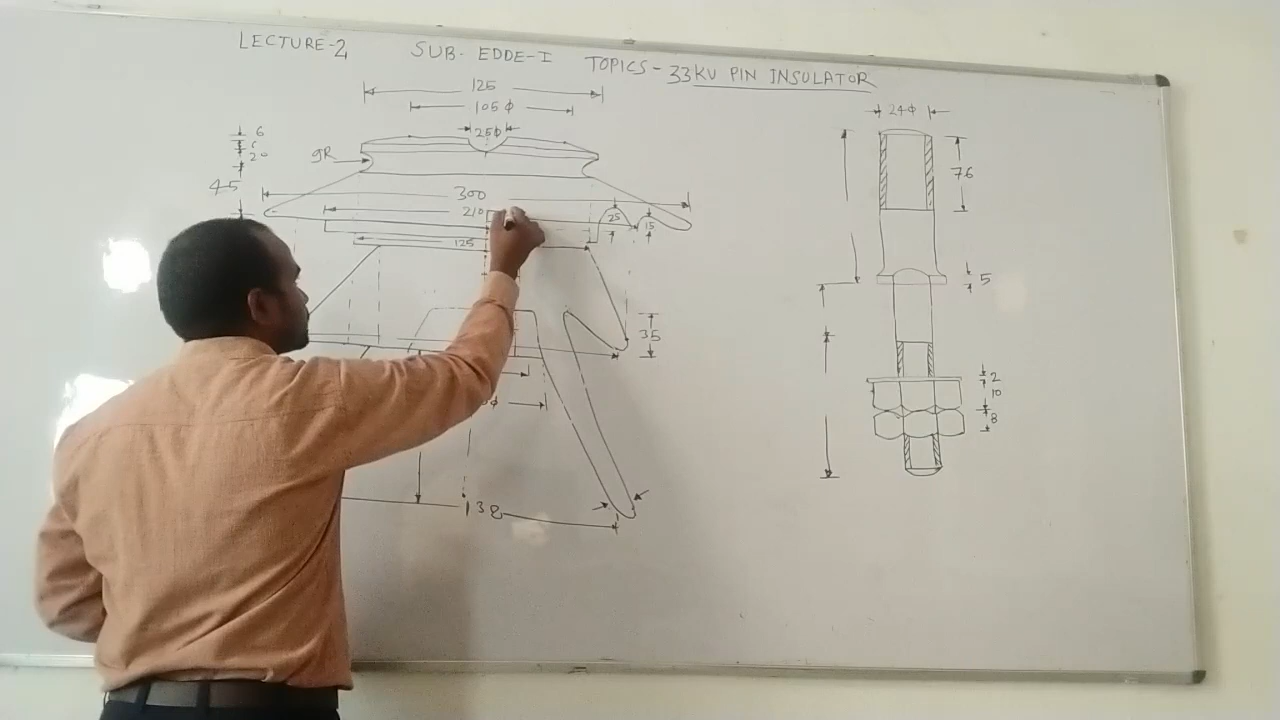 LECTURE-2 SUB- EDDE-I TOPICS- 33KV PIN INSULATOR
125
105 φ
25φ
6
20
9R
45
300
210
25
15
125
35
φ
138
24φ
76
5
2
10
8